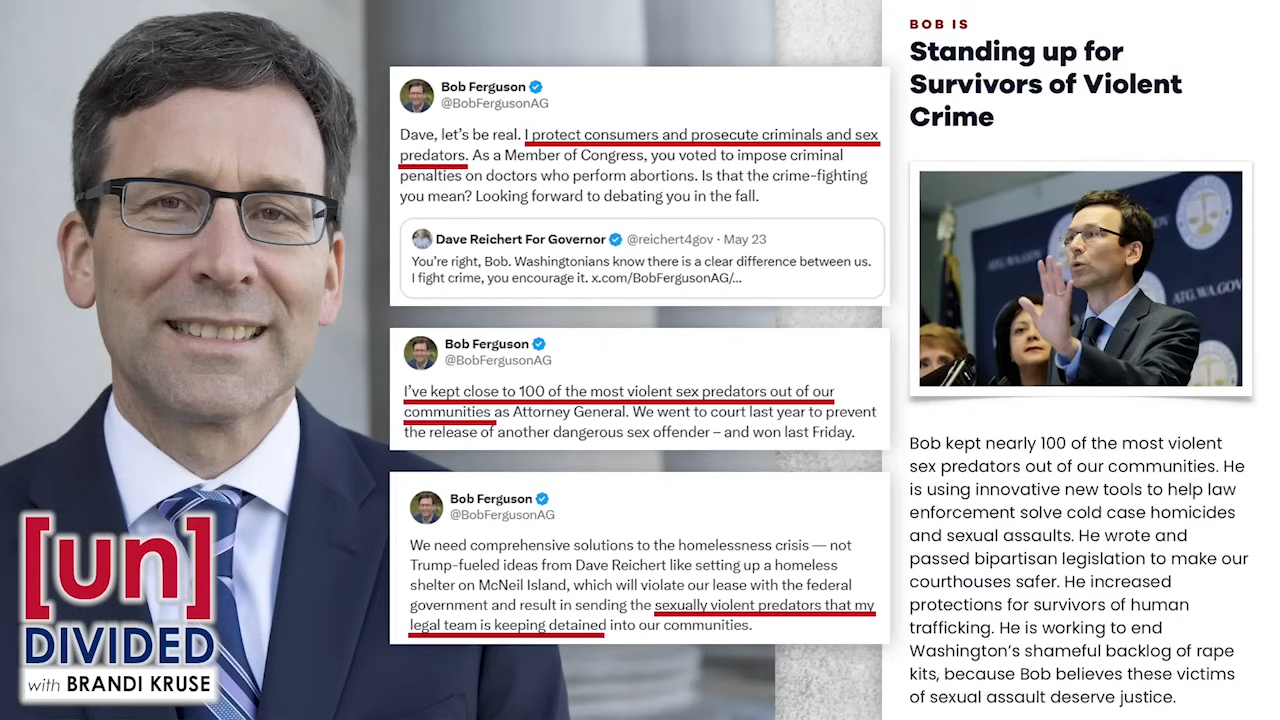 Bob Ferguson
@BobFergusonAG
Dave, let's be real. I protect consumers and prosecute criminals and sex
predators. As a Member of Congress, you voted to impose criminal
penalties on doctors who perform abortions. Is that the crime-fighting
you mean? Looking forward to debating you in the fall.
Dave Reichert For Governor @reichert4gov · May 23
You're right, Bob. Washingtonians know there is a clear difference between us.
I fight crime, you encourage it. x.com/BobFergusonAG/...
Bob Ferguson
@BobFergusonAG
I've kept close to 100 of the most violent sex predators out of our
communities as Attorney General. We went to court last year to prevent
the release of another dangerous sex offender – and won last Friday.
Bob Ferguson
@BobFergusonAG
We need comprehensive solutions to the homelessness crisis — not
Trump-fueled ideas from Dave Reichert like setting up a homeless
shelter on McNeil Island, which will violate our lease with the federal
government and result in sending the sexually violent predators that my
legal team is keeping detained into our communities.
BOB IS
Standing up for
Survivors of Violent
Crime
ATG.WA.GOV
ATG.WA.GOV
Bob kept nearly 100 of the most violent
sex predators out of our communities. He
is using innovative new tools to help law
enforcement solve cold case homicides
and sexual assaults. He wrote and
passed bipartisan legislation to make our
courthouses safer. He increased
protections for survivors of human
trafficking. He is working to end
Washington's shameful backlog of rape
kits, because Bob believes these victims
of sexual assault deserve justice.
[un]
DIVIDED
with BRANDI KRUSE